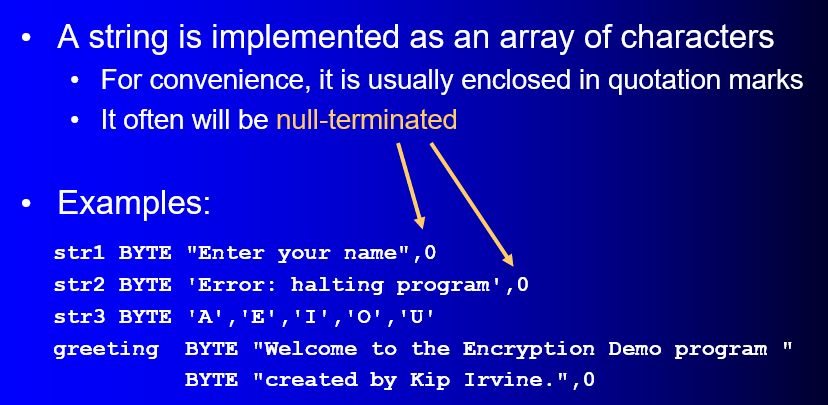 • A string is implemented as an array of characters
• For convenience, it is usually enclosed in quotation marks
• It often will be null-terminated
• Examples:
str1 BYTE "Enter your name",0
str2 BYTE 'Error: halting program',0
str3 BYTE 'A','E','I','O','U'
greeting  BYTE "Welcome to the Encryption Demo program "
          BYTE "created by Kip Irvine.",0